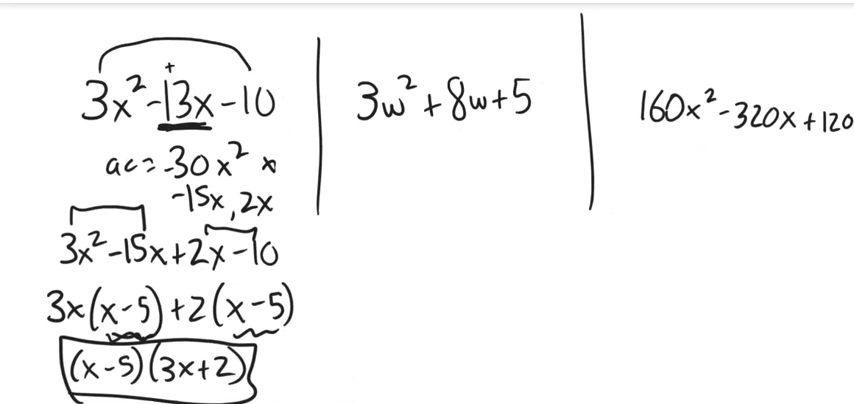 +
3x²-13x-10
ac=-30x² x
-15x, 2x
3x²-15x+2x-10
3x(x-5)+2(x-5)
(x-5)(3x+2)
3w²+8w+5
160x²-320x+120